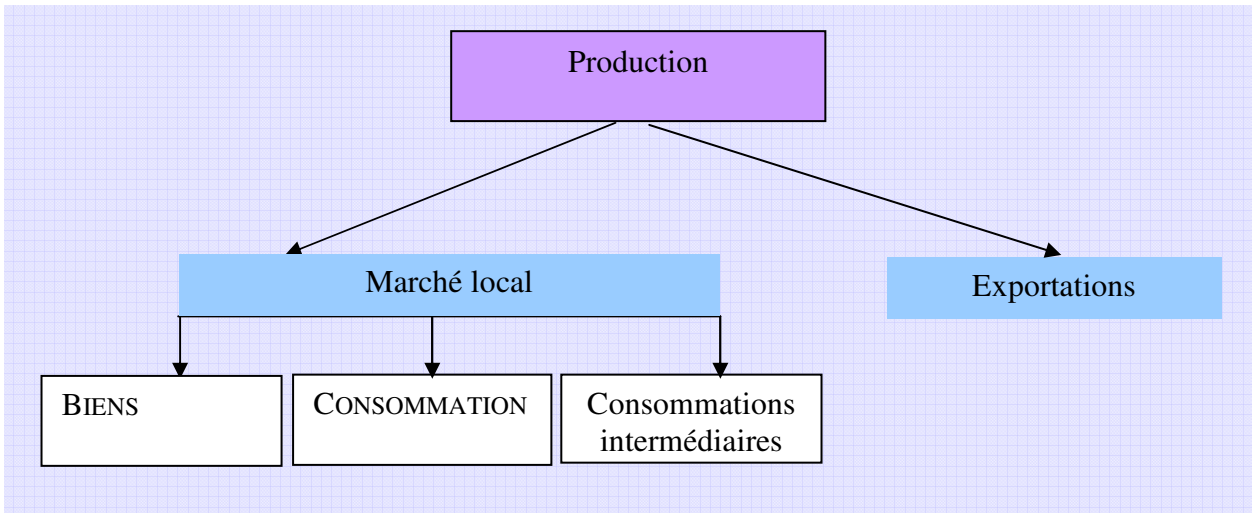 Production
Marché local
Exportations
BIENS
CONSOMMATION
Consommations
intermédiaires